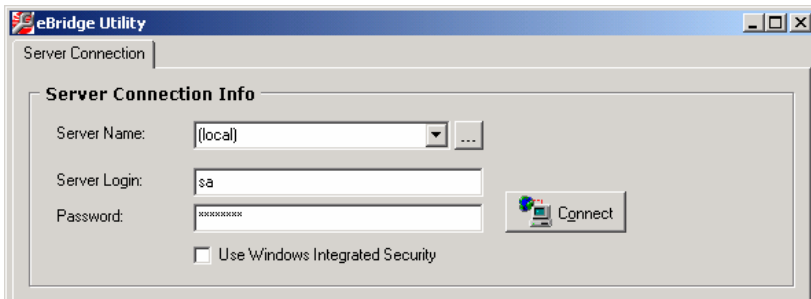 eBridge Utility
Server Connection
Server Connection Info
Server Name:
(local)
...
Server Login:
sa
Password:
********
Connect
Use Windows Integrated Security